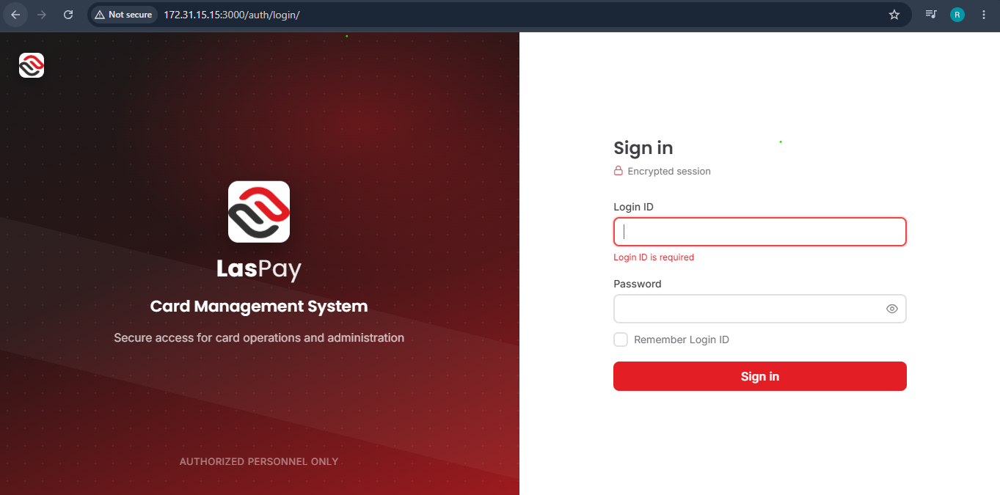 Not secure
172.31.15.15:3000/auth/login/
R
LasPay
Card Management System
Secure access for card operations and administration
AUTHORIZED PERSONNEL ONLY
Sign in
Encrypted session
Login ID
Login ID is required
Password
Remember Login ID
Sign in